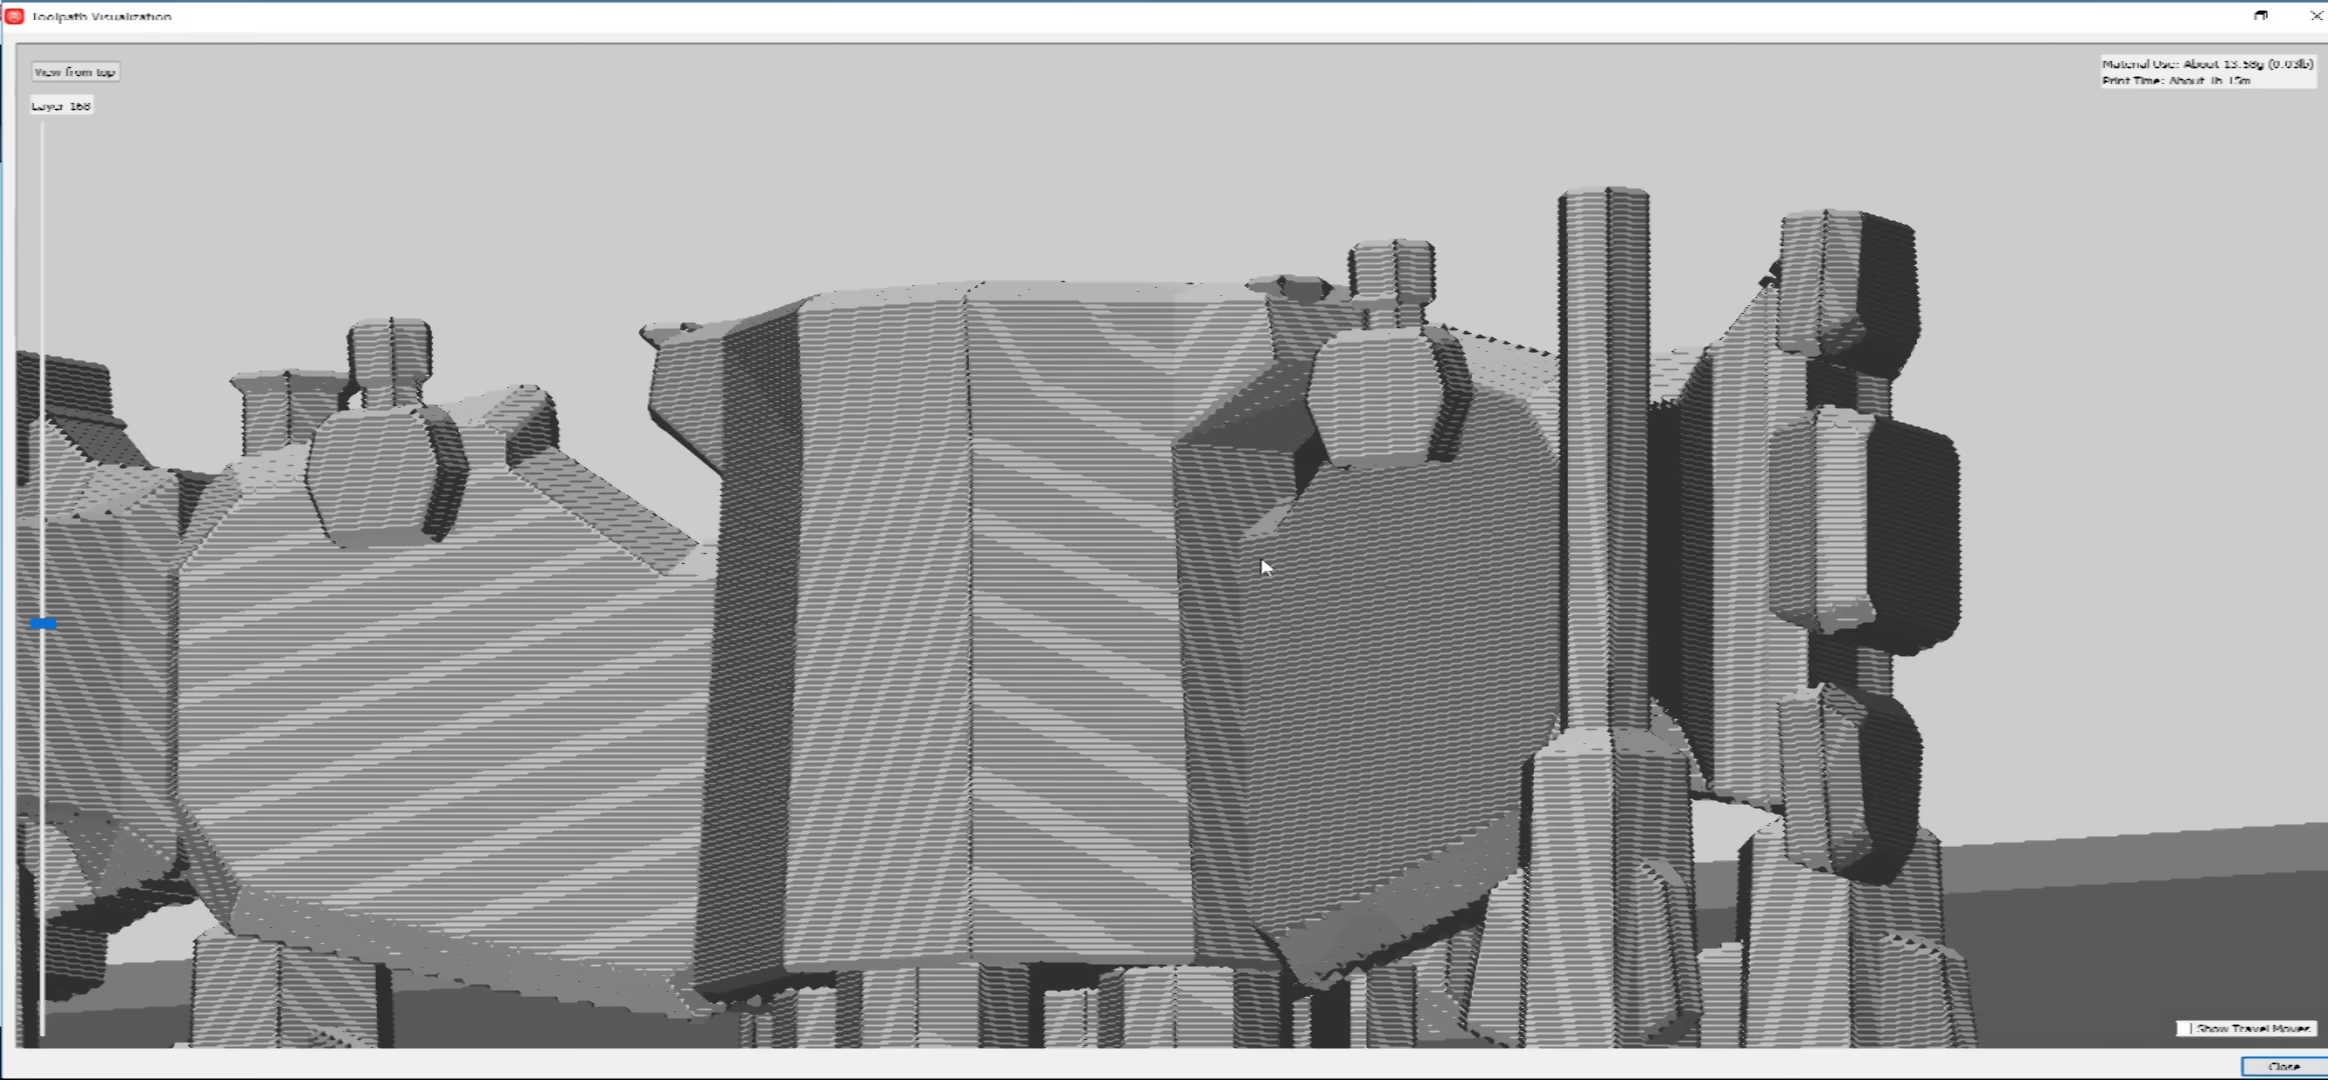 Toolpath Visualization
View from top
Material Use: About 13.58g (0.03lb)
Print Time: About 1h 15m
Layer 168
Show Travel Moves
Close